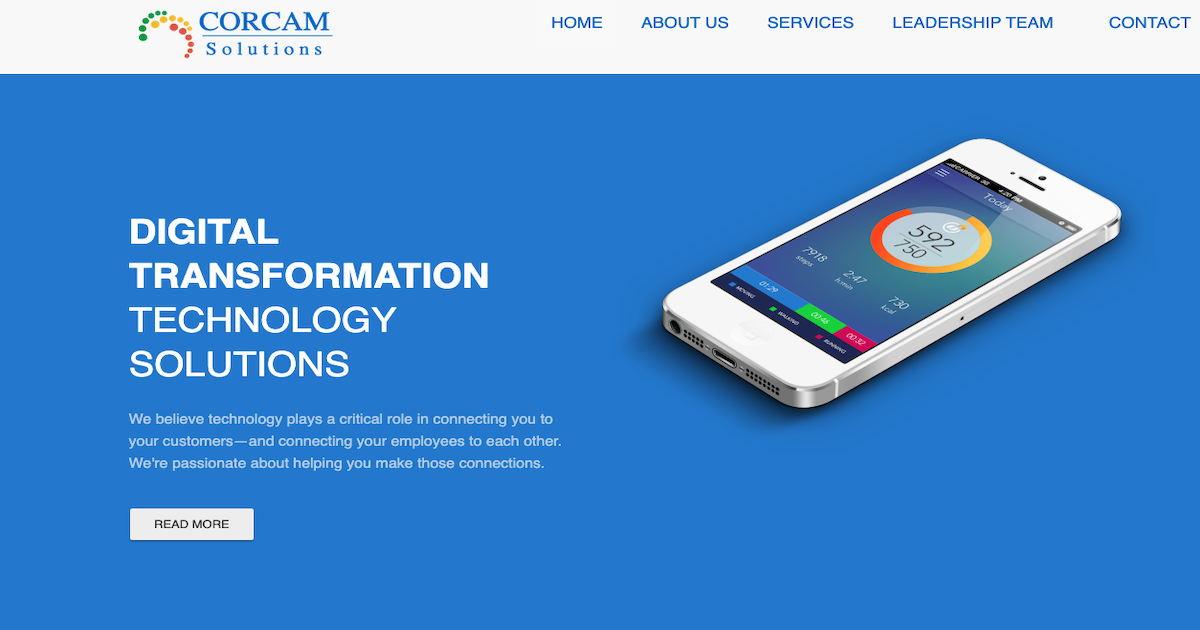 CORCAM
Solutions
HOME ABOUT US SERVICES LEADERSHIP TEAM CONTACT
DIGITAL
TRANSFORMATION
TECHNOLOGY
SOLUTIONS
We believe technology plays a critical role in connecting you to
your customers—and connecting your employees to each other.
We're passionate about helping you make those connections.
READ MORE
CARRIER 3G 4:20 PM
Today
592
750
7918
steps
2:47
h:min
730
kcal
01:29
00:46
00:32
MOVING
WALKING
RUNNING